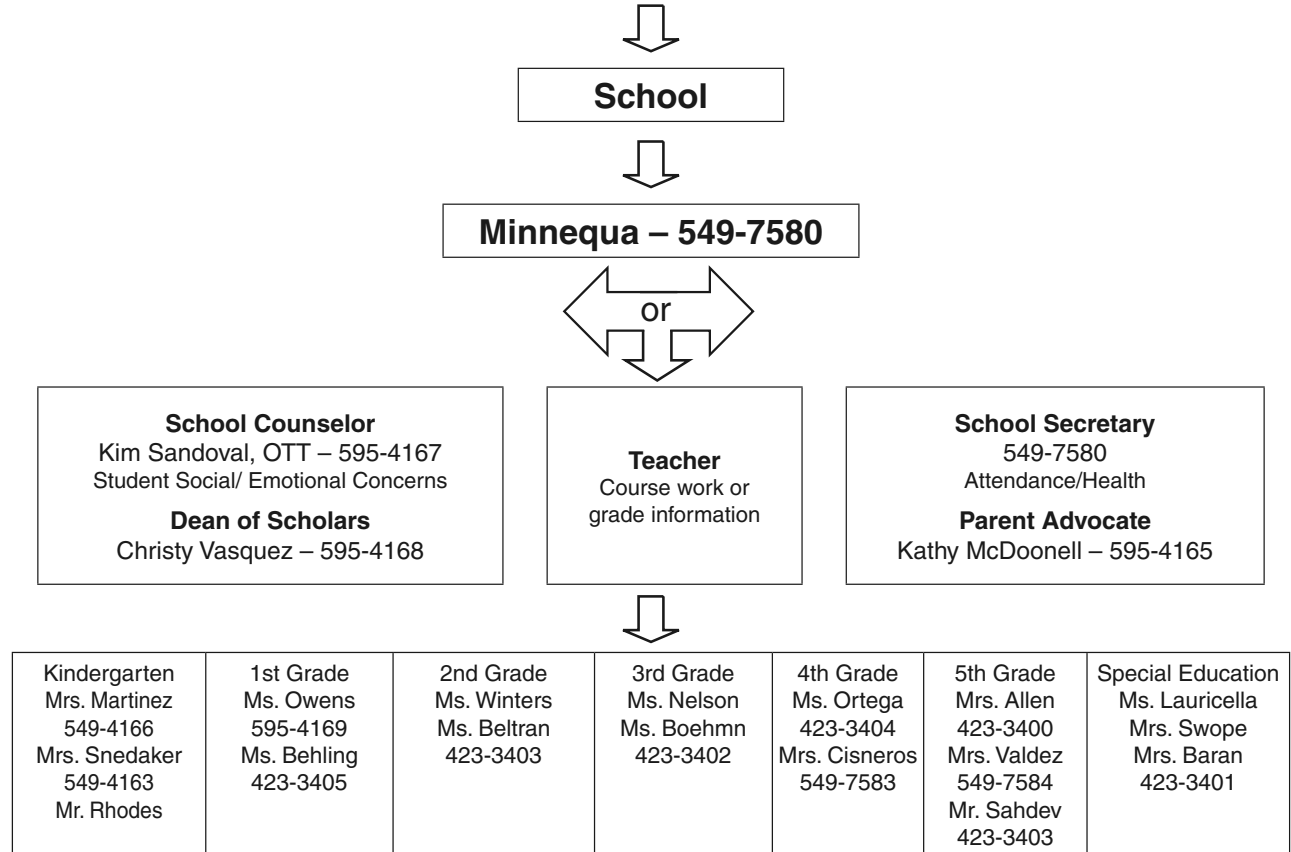 School
Minnequa – 549-7580
or
School Counselor
Kim Sandoval, OTT – 595-4167
Student Social/ Emotional Concerns
Dean of Scholars
Christy Vasquez – 595-4168
Teacher
Course work or
grade information
School Secretary
549-7580
Attendance/Health
Parent Advocate
Kathy McDoonell – 595-4165
Kindergarten
Mrs. Martinez
549-4166
Mrs. Snedaker
549-4163
Mr. Rhodes
1st Grade
Ms. Owens
595-4169
Ms. Behling
423-3405
2nd Grade
Ms. Winters
Ms. Beltran
423-3403
3rd Grade
Ms. Nelson
Ms. Boehmn
423-3402
4th Grade
Ms. Ortega
423-3404
Mrs. Cisneros
549-7583
5th Grade
Mrs. Allen
423-3400
Mrs. Valdez
549-7584
Mr. Sahdev
423-3403
Special Education
Ms. Lauricella
Mrs. Swope
Mrs. Baran
423-3401